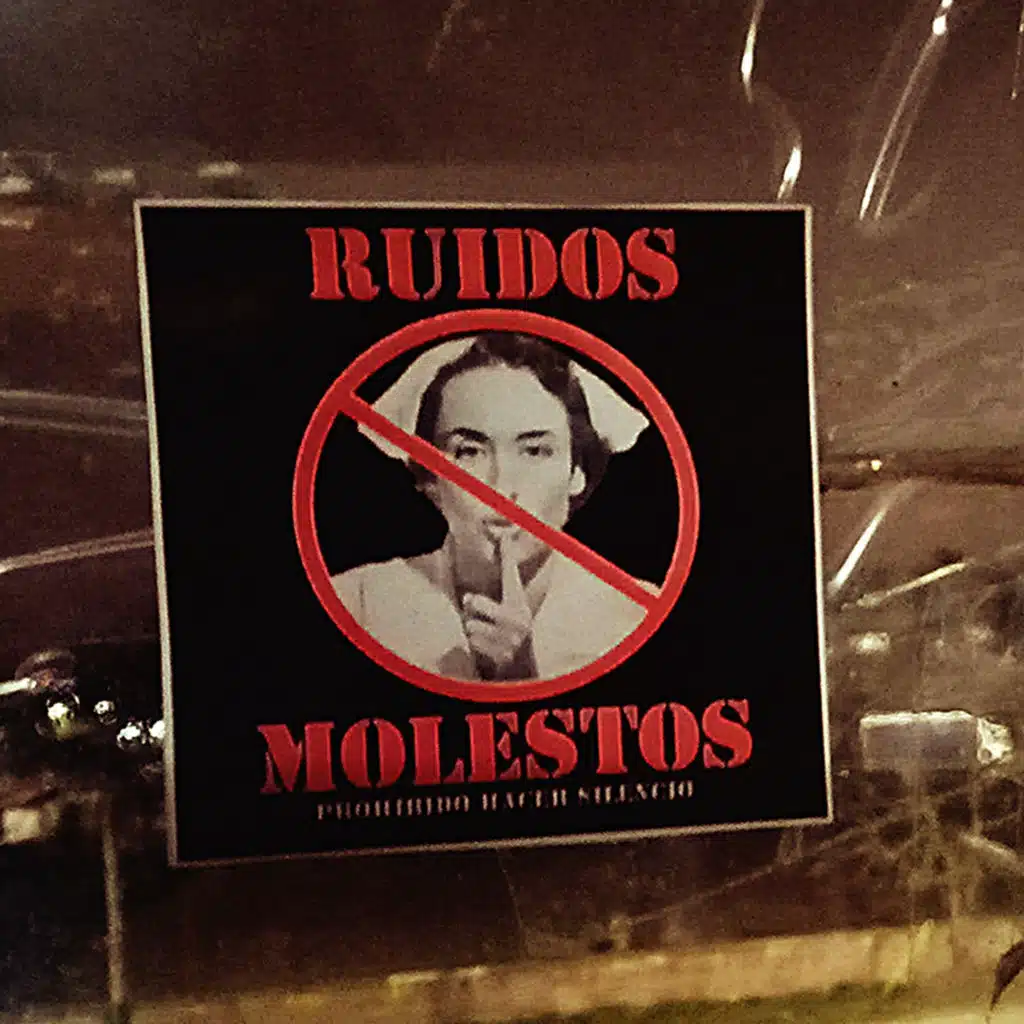 RUIDOS
MOLESTOS
PROHIBIDO HACER SILENCIO